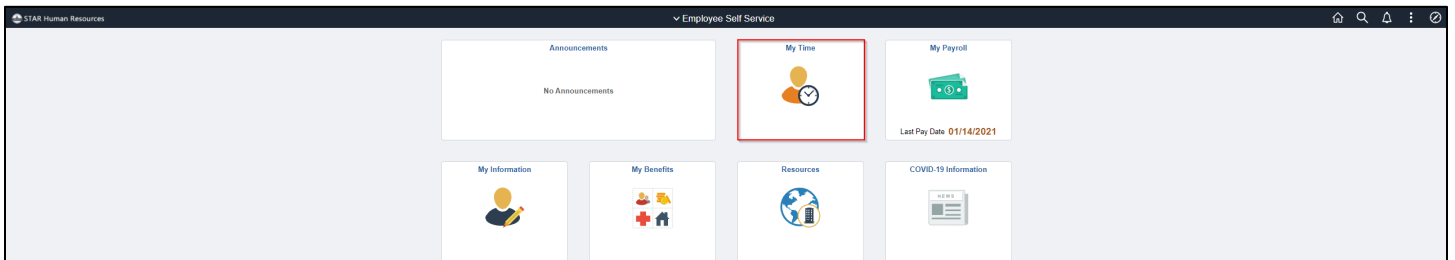 STAR Human Resources
Employee Self Service
Announcements
No Announcements
My Time
My Payroll
Last Pay Date 01/14/2021
My Information
My Benefits
Resources
COVID-19 Information
NEWS